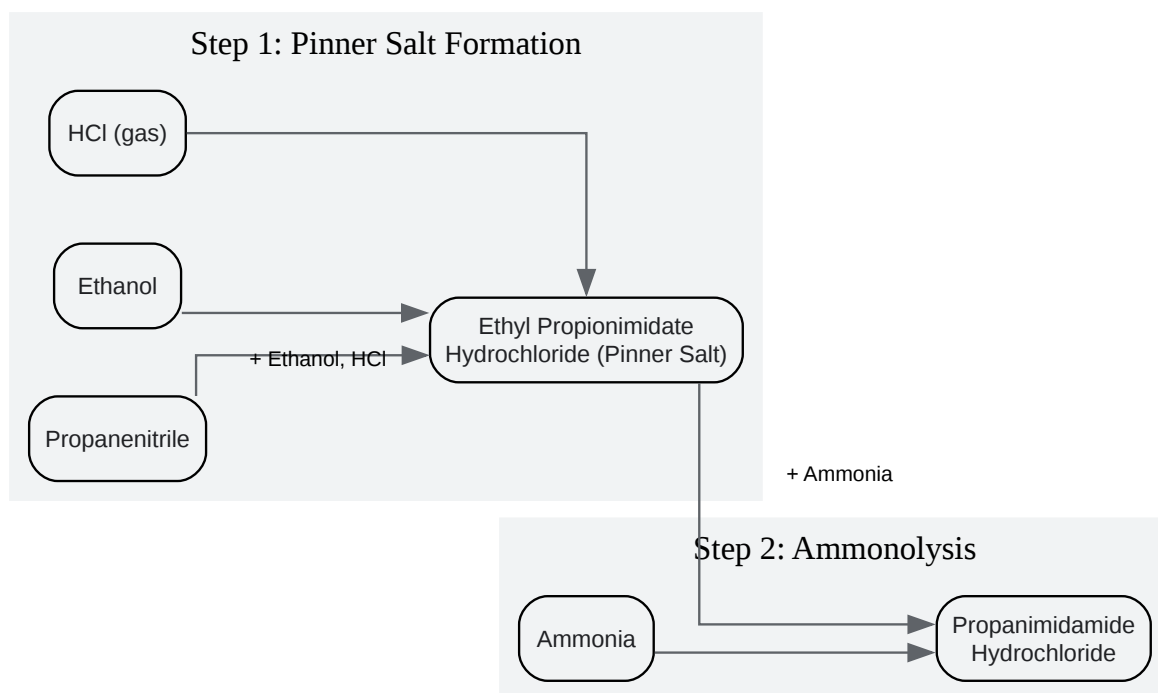 Step 1: Pinner Salt Formation
HCl (gas)
Ethanol
Ethyl Propionimidate
Hydrochloride (Pinner Salt)
+ Ethanol, HCl
Propanenitrile
+ Ammonia
Step 2: Ammonolysis
Ammonia
Propanimidamide
Hydrochloride